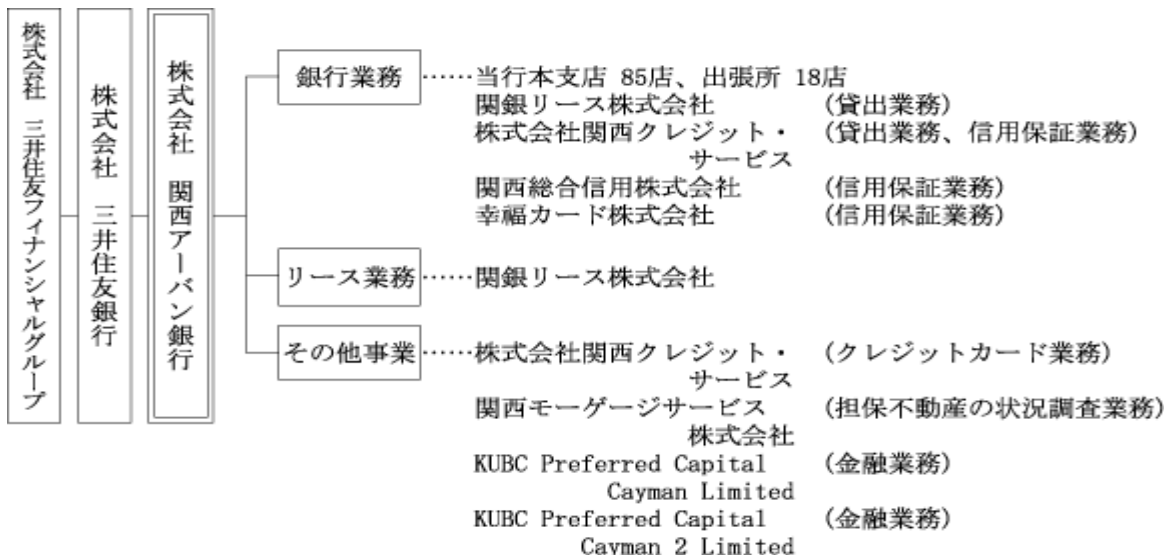 株式会社 三井住友フィナンシャルグループ
株式会社 三井住友銀行
株式会社 関西アーバン銀行
銀行業務 ……当行本支店 85店、出張所 18店
関銀リース株式会社 (貸出業務)
株式会社関西クレジット・ (貸出業務、信用保証業務)
サービス
関西総合信用株式会社 (信用保証業務)
幸福カード株式会社 (信用保証業務)
リース業務 ……関銀リース株式会社
その他事業 ……株式会社関西クレジット・ (クレジットカード業務)
サービス
関西モーゲージサービス (担保不動産の状況調査業務)
株式会社
KUBC Preferred Capital (金融業務)
Cayman Limited
KUBC Preferred Capital (金融業務)
Cayman 2 Limited